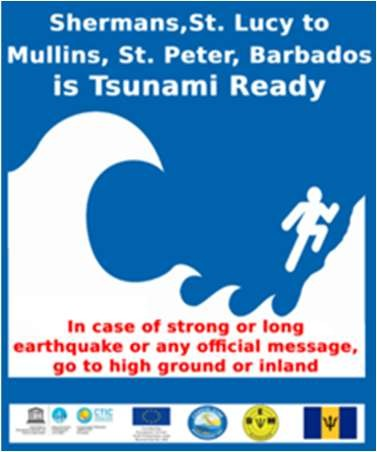 Shermans,St. Lucy to
Mullins, St. Peter, Barbados
is Tsunami Ready
In case of strong or long
earthquake or any official message,
go to high ground or inland
CTIC